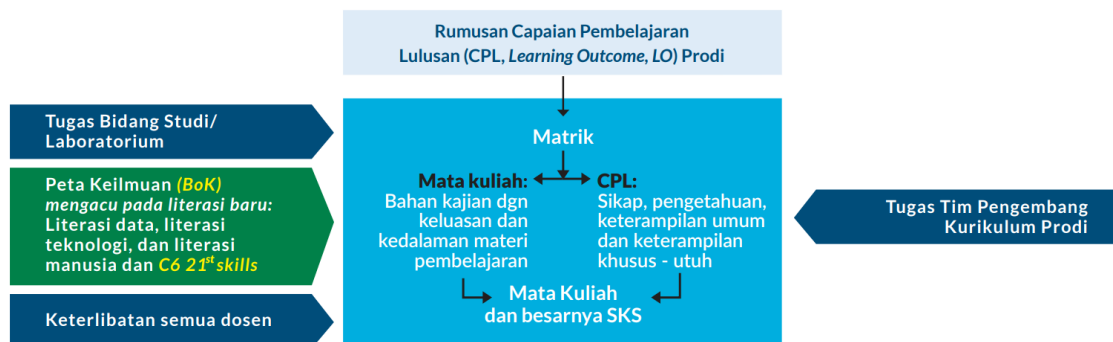 Rumusan Capaian Pembelajaran
Lulusan (CPL, Learning Outcome, LO) Prodi
Tugas Bidang Studi/
Laboratorium
Peta Keilmuan (BoK)
mengacu pada literasi baru:
Literasi data, literasi
teknologi, dan literasi
manusia dan C6 21st skills
Keterlibatan semua dosen
Matrik
Mata kuliah:
Bahan kajian dgn
keluasan dan
kedalaman materi
pembelajaran
CPL:
Sikap, pengetahuan,
keterampilan umum
dan keterampilan
khusus - utuh
Mata Kuliah
dan besarnya SKS
Tugas Tim Pengembang
Kurikulum Prodi